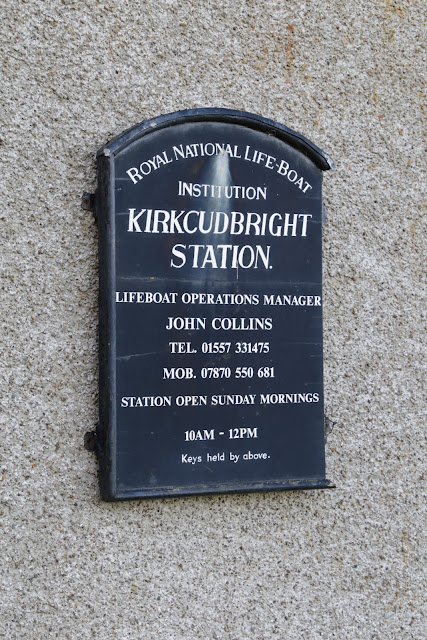 ROYAL NATIONAL LIFE-BOAT
INSTITUTION
KIRKCUDBRIGHT
STATION.
LIFEBOAT OPERATIONS MANAGER
JOHN COLLINS
TEL. 01557 331475
MOB. 07870 550 681
STATION OPEN SUNDAY MORNINGS
10AM - 12PM
Keys held by above.